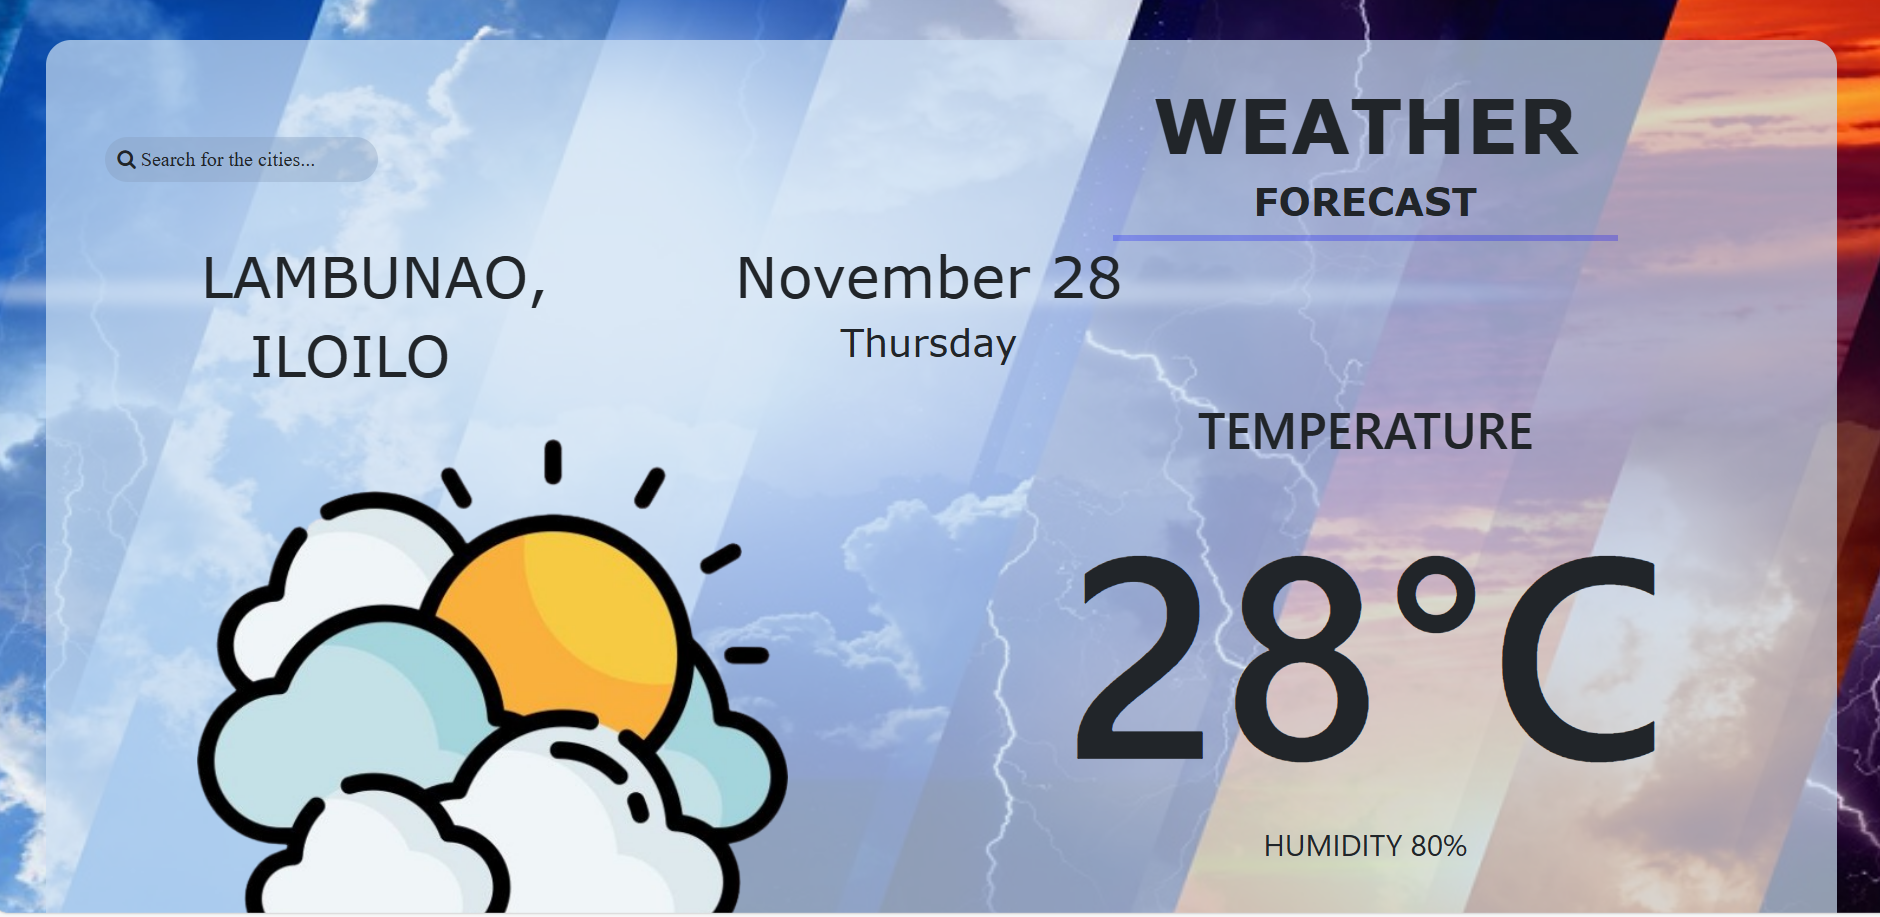 WEATHER
FORECAST
Search for the cities...
LAMBUNAO,
ILOILO
November 28
Thursday
TEMPERATURE
28°C
HUMIDITY 80%